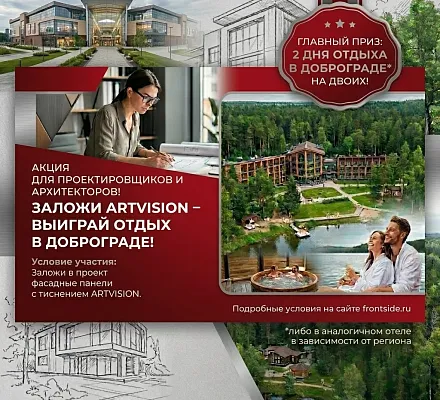 ГЛАВНЫЙ ПРИЗ:
2 ДНЯ ОТДЫХА
В ДОБРОГРАДЕ*
НА ДВОИХ!
АКЦИЯ
ДЛЯ ПРОЕКТИРОВЩИКОВ И
АРХИТЕКТОРОВ!
ЗАЛОЖИ ARTVISION –
ВЫИГРАЙ ОТДЫХ
В ДОБРОГРАДЕ!
Условие участия:
Заложи в проект
фасадные панели
с тиснением ARTVISION.
Подробные условия на сайте frontside.ru
*либо в аналогичном отеле
в зависимости от региона